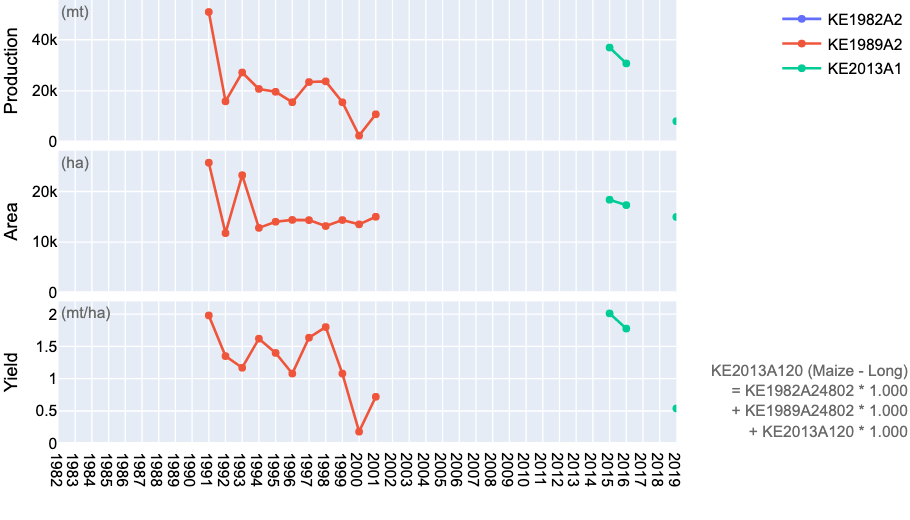 (mt)
Production
40k
20k
0
KE1982A2
KE1989A2
KE2013A1
(ha)
Area
20k
10k
0
(mt/ha)
Yield
2
1.5
1
0.5
0
1982
1983
1984
1985
1986
1987
1988
1989
1990
1991
1992
1993
1994
1995
1996
1997
1998
1999
2000
2001
2002
2003
2004
2005
2006
2007
2008
2009
2010
2011
2012
2013
2014
2015
2016
2017
2018
2019
KE2013A120 (Maize - Long)
= KE1982A24802 * 1.000
+ KE1989A24802 * 1.000
+ KE2013A120 * 1.000